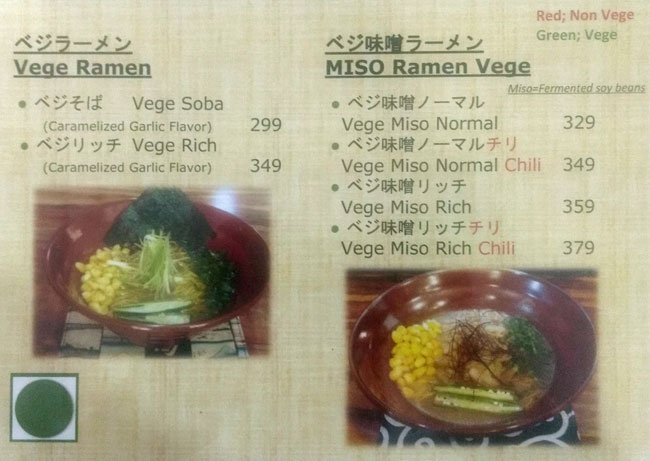 Red; Non Vege
Green; Vege
ベジラーメン
Vege Ramen
● ベジそば Vege Soba
(Caramelized Garlic Flavor) 299
● ベジリッチ Vege Rich
(Caramelized Garlic Flavor) 349
ベジ味噌ラーメン
MISO Ramen Vege
Miso=Fermented soy beans
● ベジ味噌ノーマル
Vege Miso Normal 329
● ベジ味噌ノーマルチリ
Vege Miso Normal Chili 349
● ベジ味噌リッチ
Vege Miso Rich 359
● ベジ味噌リッチチリ
Vege Miso Rich Chili 379